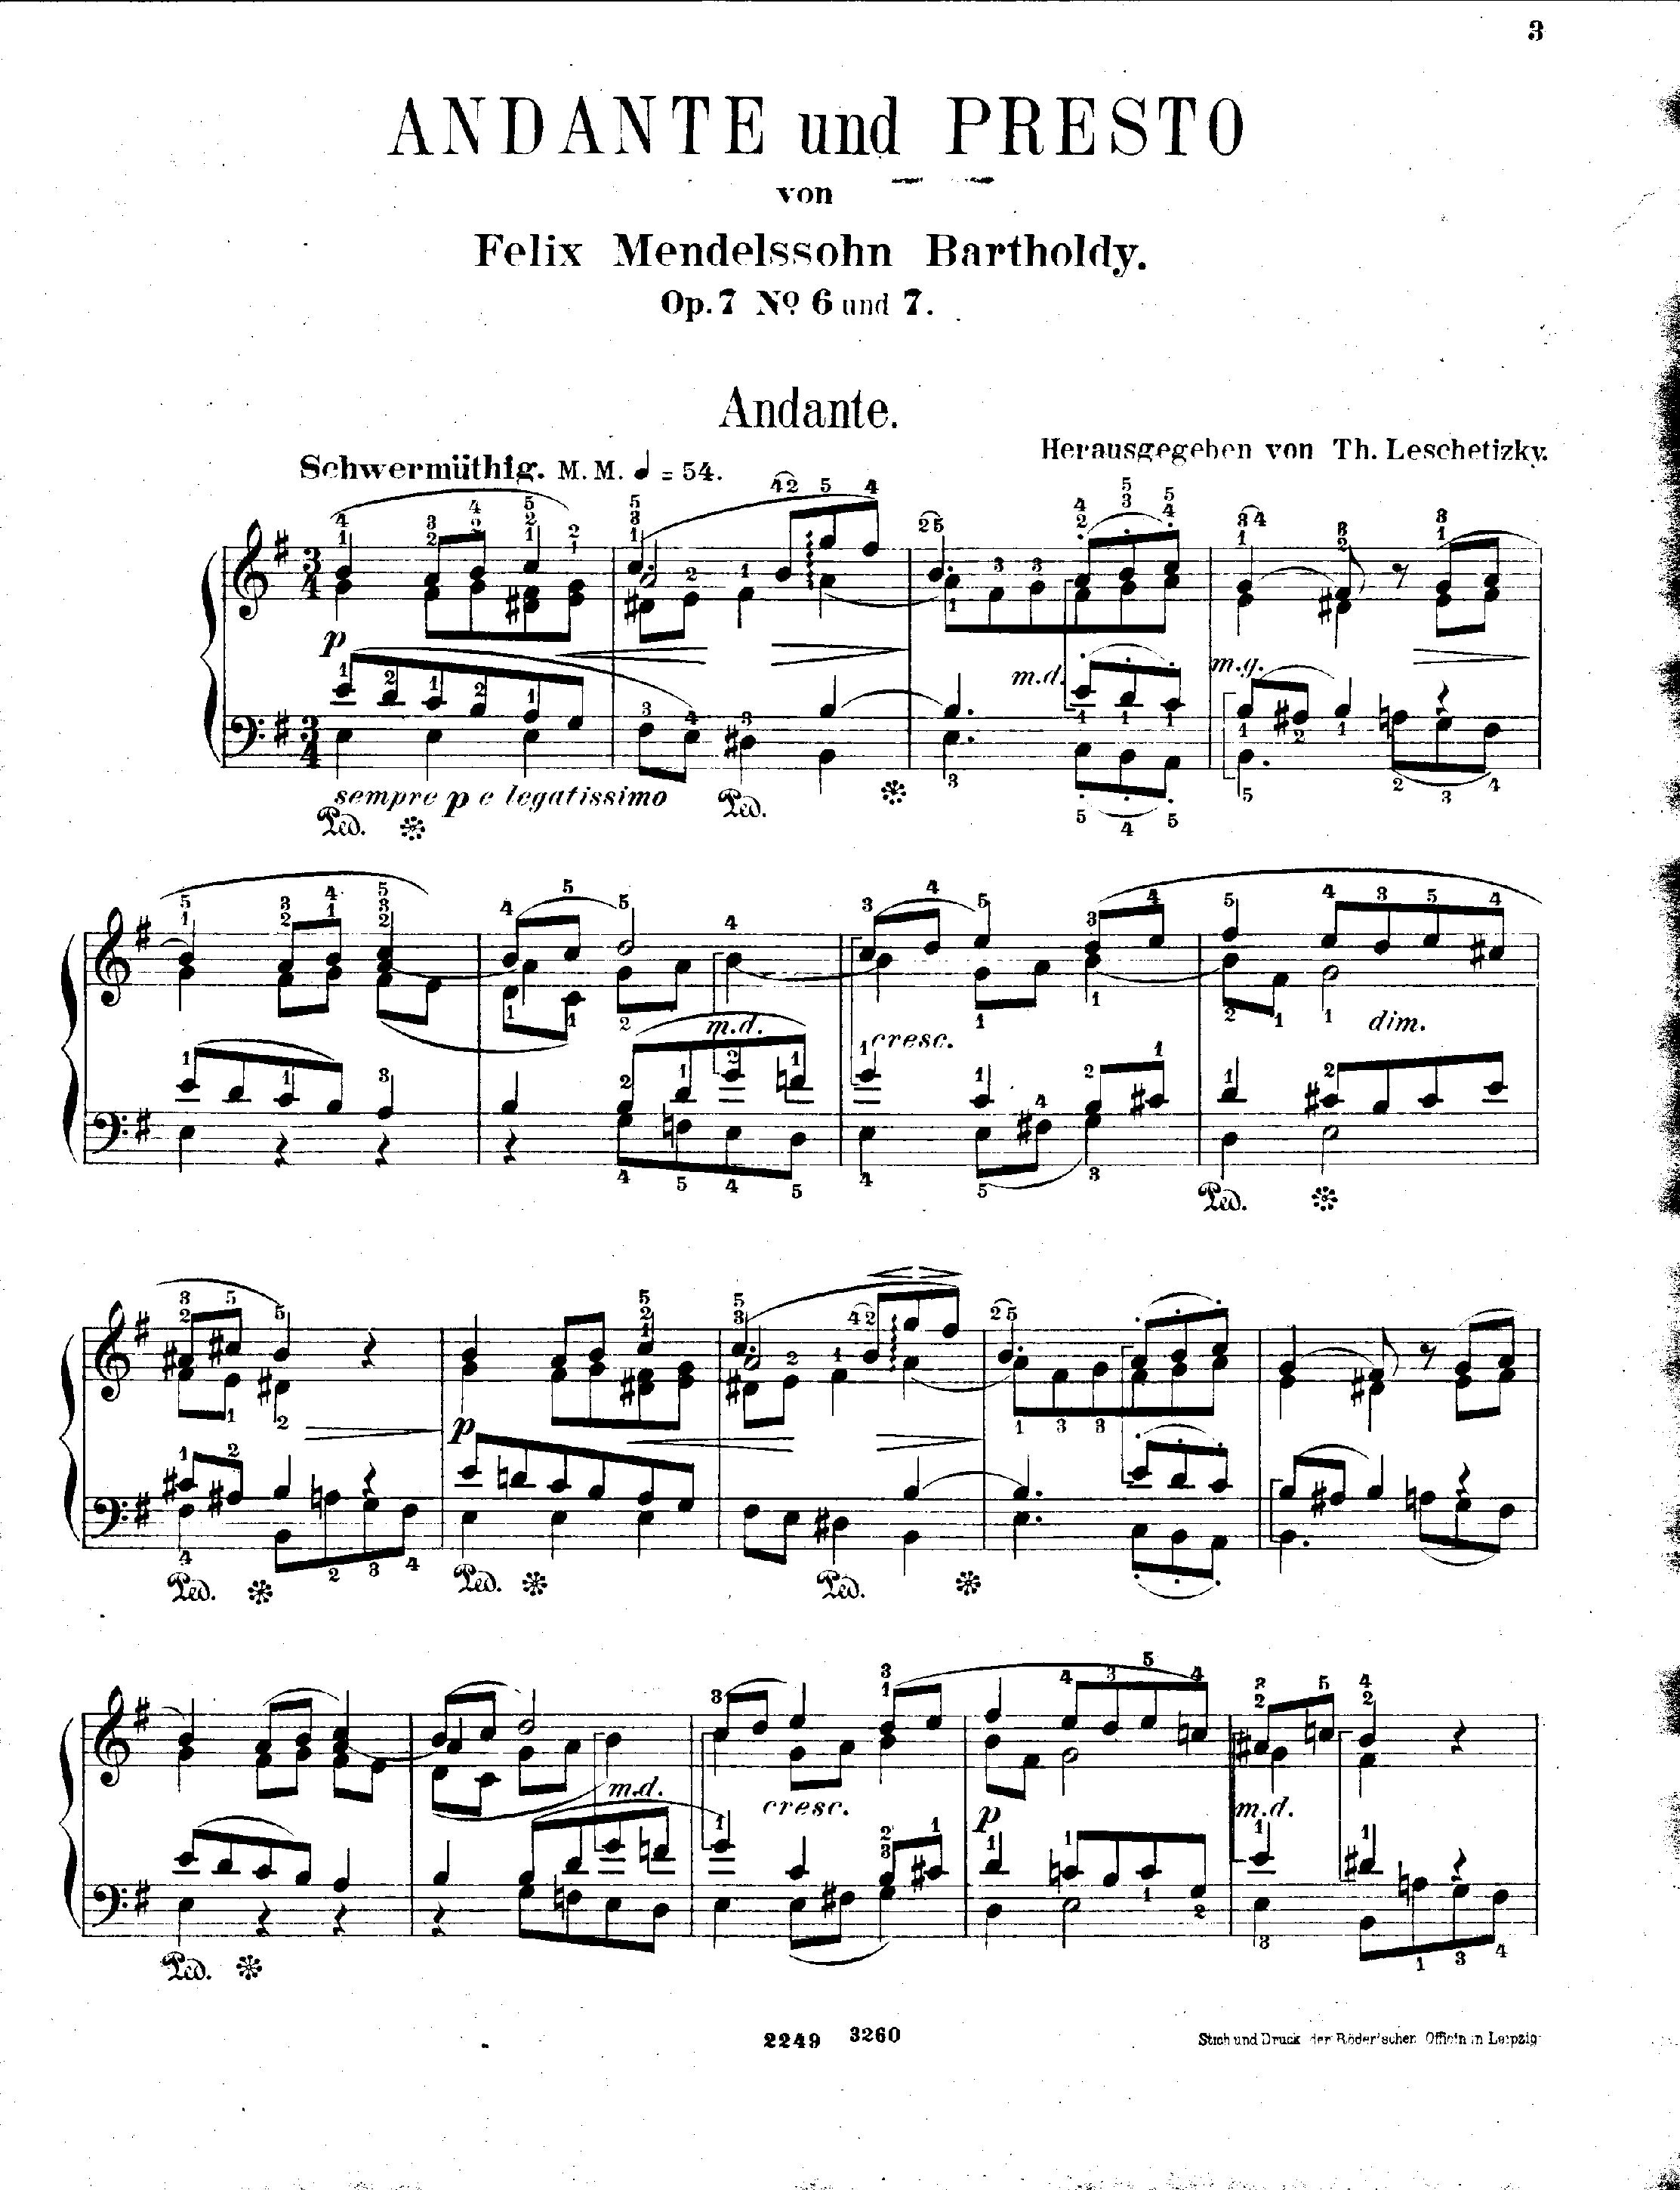 3
ANDANTE und PRESTO
von
Felix Mendelssohn Bartholdy.
Op. 7 No. 6 und 7.
Andante.
Herausgegeben von Th. Leschetizky.
Schwermüthig. M. M. ♩ = 54.
p
m.d.
m.g.
sempre p e legatissimo
Ped.
Ped.
m.d.
cresc.
dim.
Ped.
p
Ped.
Ped.
Ped.
m.d.
cresc.
p
m.d.
Ped.
2249 3260
Stich und Druck der Röder'schen Officin in Leipzig